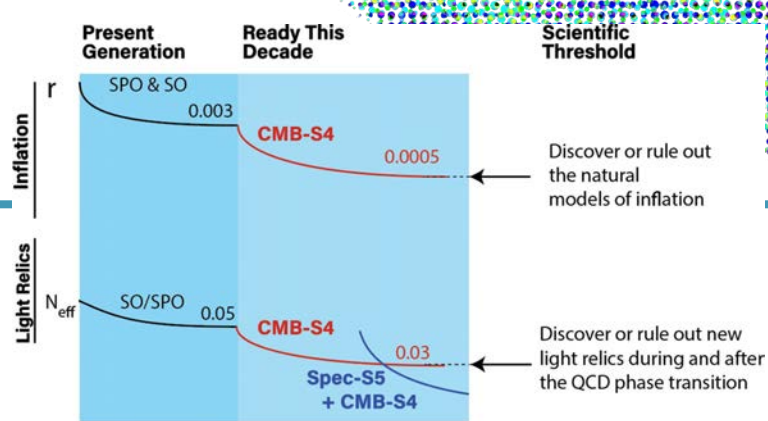 Present
Generation
Ready This
Decade
Scientific
Threshold
Inflation
r
SPO & SO
0.003
CMB-S4
0.0005
Discover or rule out
the natural
models of inflation
Light Relics
Neff
SO/SPO
0.05
CMB-S4
0.03
Spec-S5
+ CMB-S4
Discover or rule out new
light relics during and after
the QCD phase transition